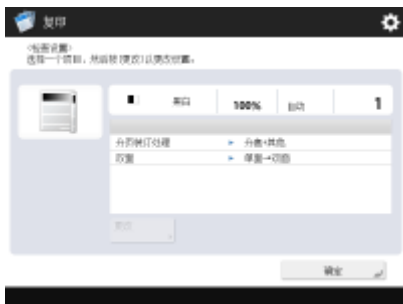 复印
<检查设置>
选择一个项目，然后按[更改]以更改设置。
黑白 100% 自动 1
分页装订处理 ▶ 分套+其他
双面 ▶ 单面→双面
更改
确定